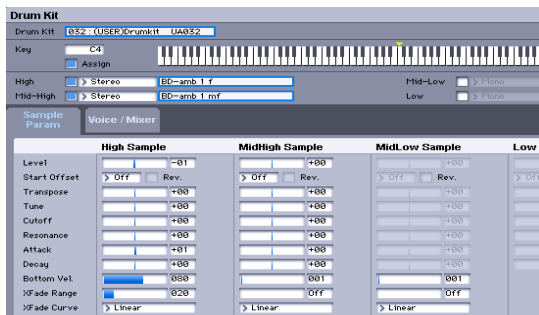 Drum Kit
Drum Kit 032:(USER)Drumkit UA032
Key C4
Assign
High > Stereo BD-amb 1 f Mid-Low > Mono
Mid-High > Stereo BD-amb 1 mf Low > Mono
Sample Param Voice / Mixer
High Sample MidHigh Sample MidLow Sample Low
Level -01 +00 +00
Start Offset > Off Rev. > Off Rev. > Off Rev. > Off
Transpose +00 +00 +00
Tune +00 +00 +00
Cutoff +00 +00 +00
Resonance +00 +00 +00
Attack +01 +00 +00
Decay +00 +00 +00
Bottom Vel. 080 001 001
XFade Range 020 Off Off
XFade Curve > Linear > Linear > Linear